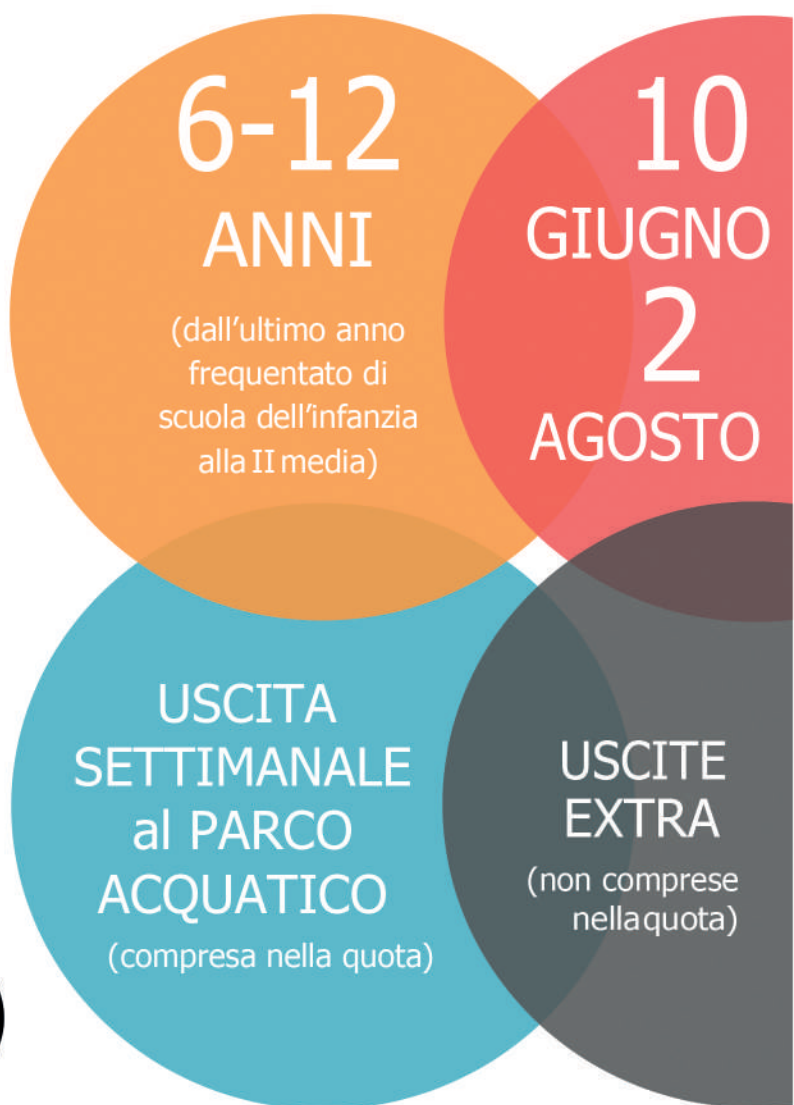 6-12
ANNI
(dall'ultimo anno
frequentato di
scuola dell'infanzia
alla II media)
10
GIUGNO
2
AGOSTO
USCITA
SETTIMANALE
al PARCO
ACQUATICO
(compresa nella quota)
USCITE
EXTRA
(non comprese
nella quota)